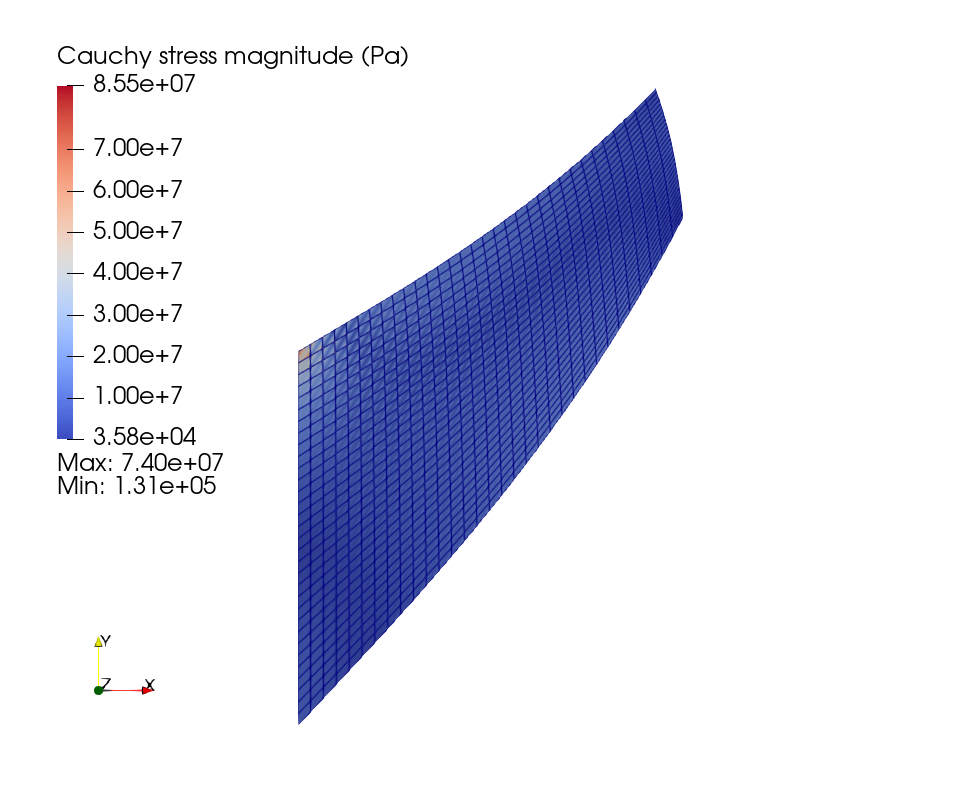 Cauchy stress magnitude (Pa)
8.55e+07
7.00e+7
6.00e+7
5.00e+7
4.00e+7
3.00e+7
2.00e+7
1.00e+7
3.58e+04
Max: 7.40e+07
Min: 1.31e+05
Y
Z X